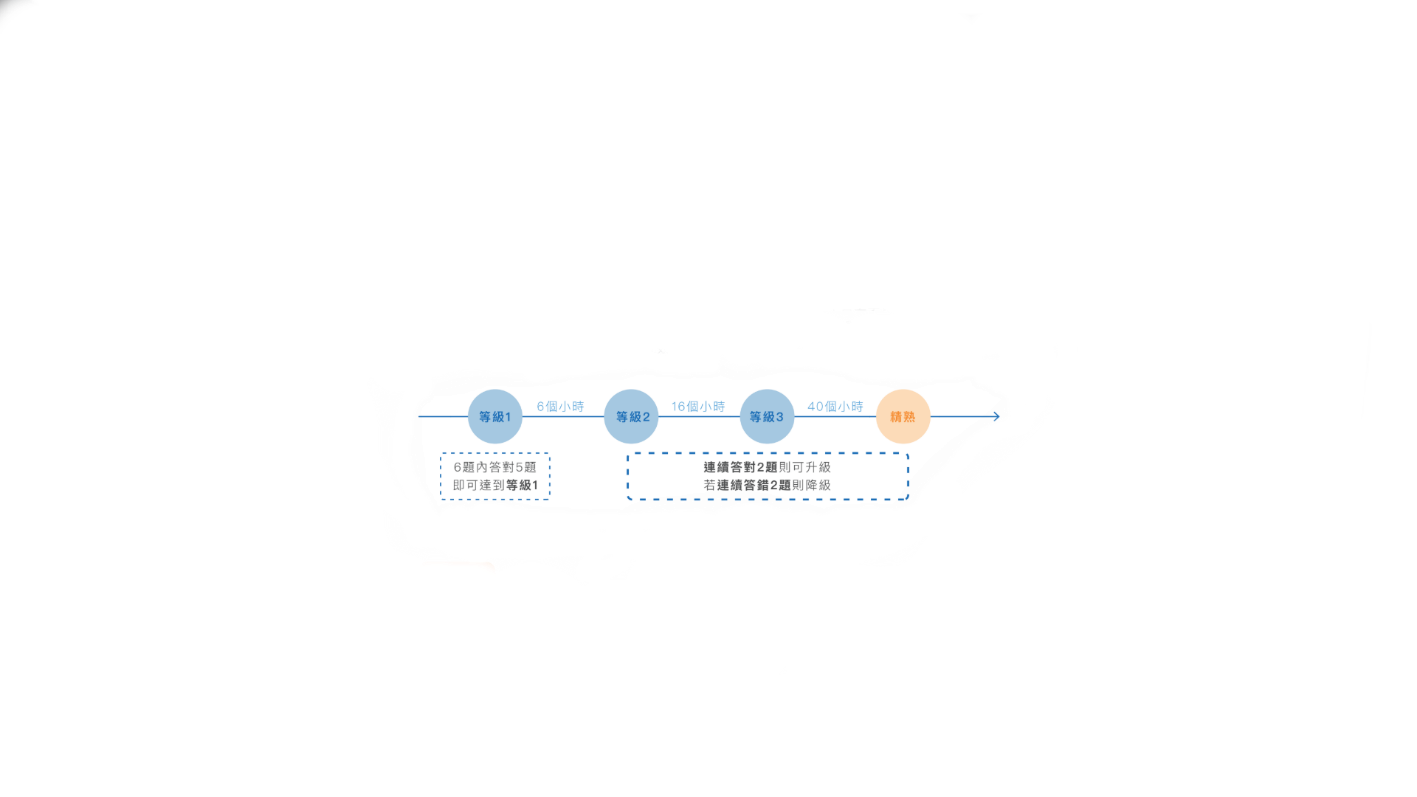 等級1
6個小時
等級2
16個小時
等級3
40個小時
精熟
6題內答對5題
即可達到等級1
連續答對2題則可升級
若連續答錯2題則降級